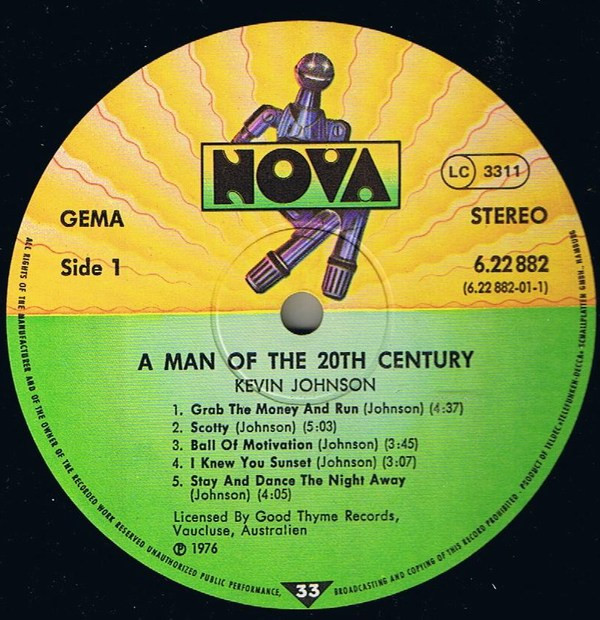 NOVA
LC 3311
GEMA
STEREO
Side 1
6.22 882
(6.22 882-01-1)
A MAN OF THE 20TH CENTURY
KEVIN JOHNSON
1. Grab The Money And Run (Johnson) (4:37)
2. Scotty (Johnson) (5:03)
3. Ball Of Motivation (Johnson) (3:45)
4. I Knew You Sunset (Johnson) (3:07)
5. Stay And Dance The Night Away
(Johnson) (4:05)
Licensed By Good Thyme Records,
Vaucluse, Australien
℗ 1976
33
ALL RIGHTS OF THE MANUFACTURER AND OF THE OWNER OF THE RECORDED WORK RESERVED UNAUTHORIZED PUBLIC PERFORMANCE, BROADCASTING AND COPYING OF THIS RECORD PROHIBITED · PRODUCT OF TELDEC »TELEFUNKEN-DECCA« SCHALLPLATTEN GMBH, HAMBURG